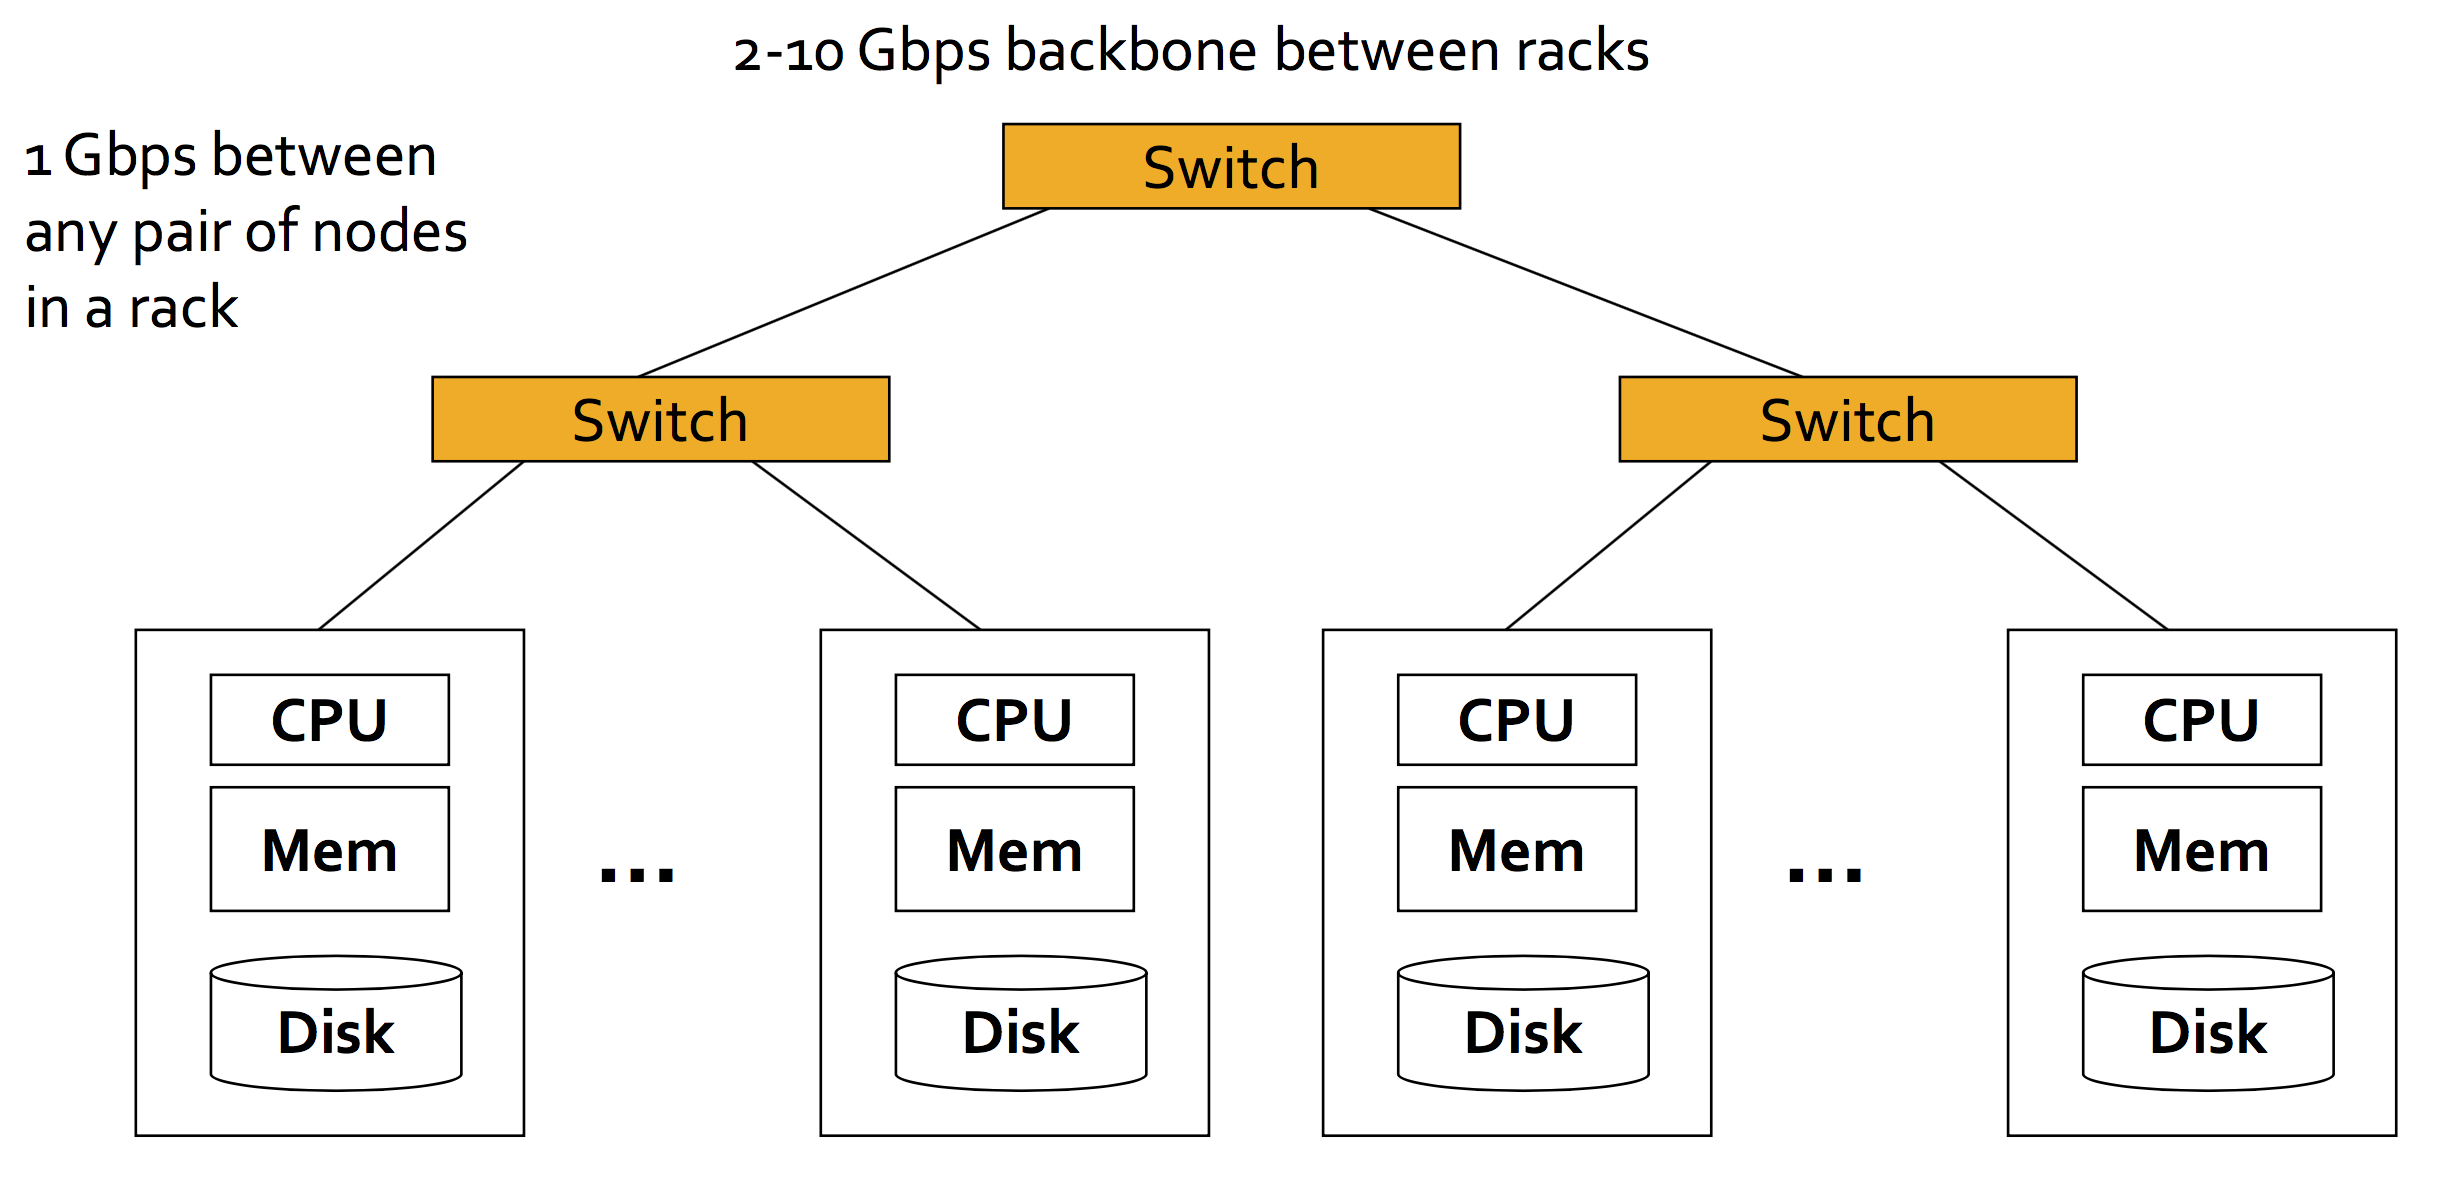 2-10 Gbps backbone between racks
1 Gbps between
any pair of nodes
in a rack
Switch
Switch
Switch
CPU
CPU
CPU
CPU
Mem
...
Mem
Mem
...
Mem
Disk
Disk
Disk
Disk